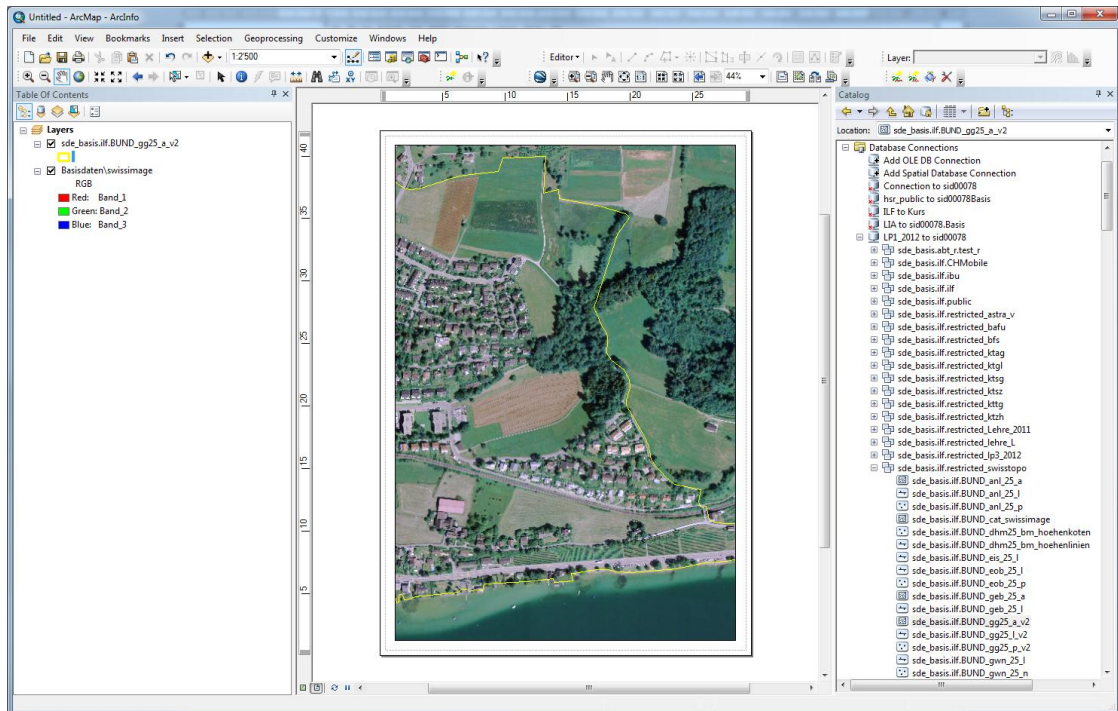 Untitled - ArcMap - ArcInfo
File Edit View Bookmarks Insert Selection Geoprocessing Customize Windows Help
1:2'500 Editor Layer:
44%
Table Of Contents
Layers
sde_basis.ilf.BUND_gg25_a_v2
Basisdaten\swissimage
RGB
Red: Band_1
Green: Band_2
Blue: Band_3
5 10 15 20 25
40
35
30
25
20
15
10
5
Catalog
Location: sde_basis.ilf.BUND_gg25_a_v2
Database Connections
Add OLE DB Connection
Add Spatial Database Connection
Connection to sid00078
hsr_public to sid00078Basis
ILF to Kurs
LIA to sid00078.Basis
LP1_2012 to sid00078
sde_basis.abt_r.test_r
sde_basis.ilf.CHMobile
sde_basis.ilf.ibu
sde_basis.ilf.ilf
sde_basis.ilf.public
sde_basis.ilf.restricted_astra_v
sde_basis.ilf.restricted_bafu
sde_basis.ilf.restricted_bfs
sde_basis.ilf.restricted_ktag
sde_basis.ilf.restricted_ktgl
sde_basis.ilf.restricted_ktsg
sde_basis.ilf.restricted_ktsz
sde_basis.ilf.restricted_kttg
sde_basis.ilf.restricted_ktzh
sde_basis.ilf.restricted_Lehre_2011
sde_basis.ilf.restricted_lehre_L
sde_basis.ilf.restricted_lp3_2012
sde_basis.ilf.restricted_swisstopo
sde_basis.ilf.BUND_anl_25_a
sde_basis.ilf.BUND_anl_25_l
sde_basis.ilf.BUND_anl_25_p
sde_basis.ilf.BUND_cat_swissimage
sde_basis.ilf.BUND_dhm25_bm_hoehenkoten
sde_basis.ilf.BUND_dhm25_bm_hoehenlinien
sde_basis.ilf.BUND_eis_25_l
sde_basis.ilf.BUND_eob_25_l
sde_basis.ilf.BUND_eob_25_p
sde_basis.ilf.BUND_geb_25_a
sde_basis.ilf.BUND_geb_25_l
sde_basis.ilf.BUND_gg25_a_v2
sde_basis.ilf.BUND_gg25_l_v2
sde_basis.ilf.BUND_gg25_p_v2
sde_basis.ilf.BUND_gwn_25_l
sde_basis.ilf.BUND_gwn_25_n